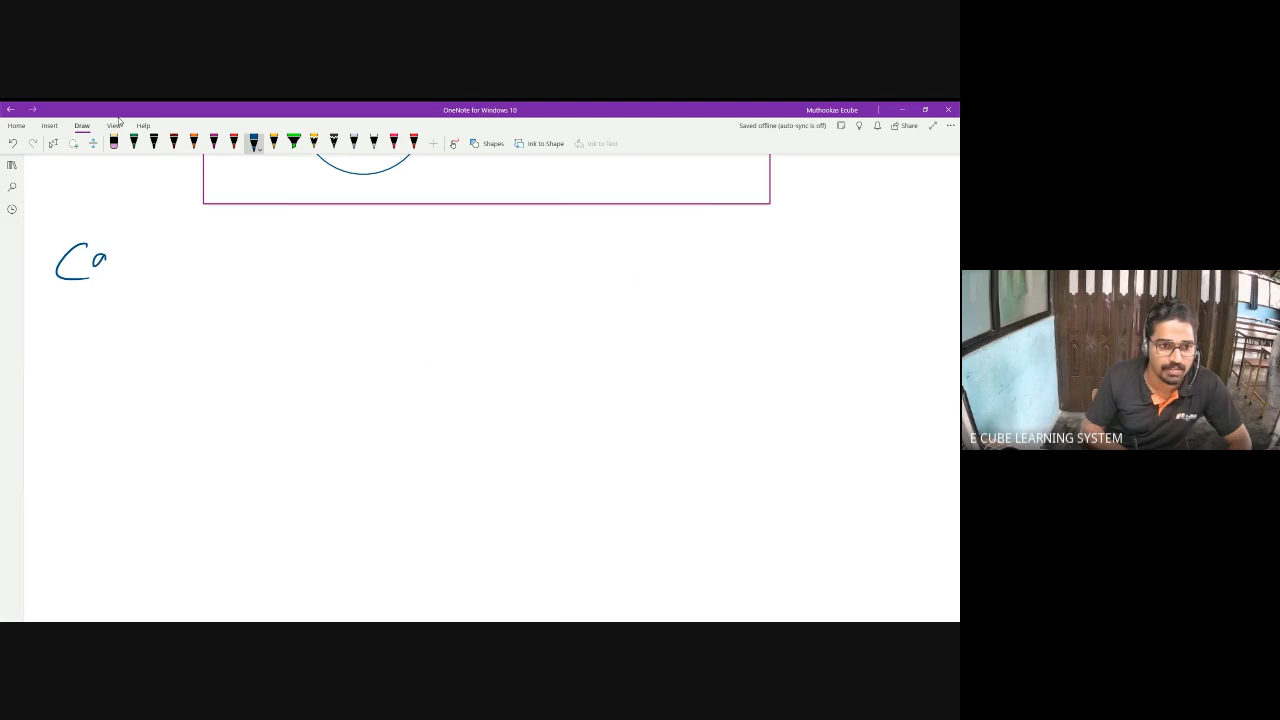 OneNote for Windows 10
Muthookas Ecube
Home Insert Draw View Help
Saved offline (auto-sync is off) Share
Shapes Ink to Shape Ink to Text
Ca
E CUBE LEARNING SYSTEM